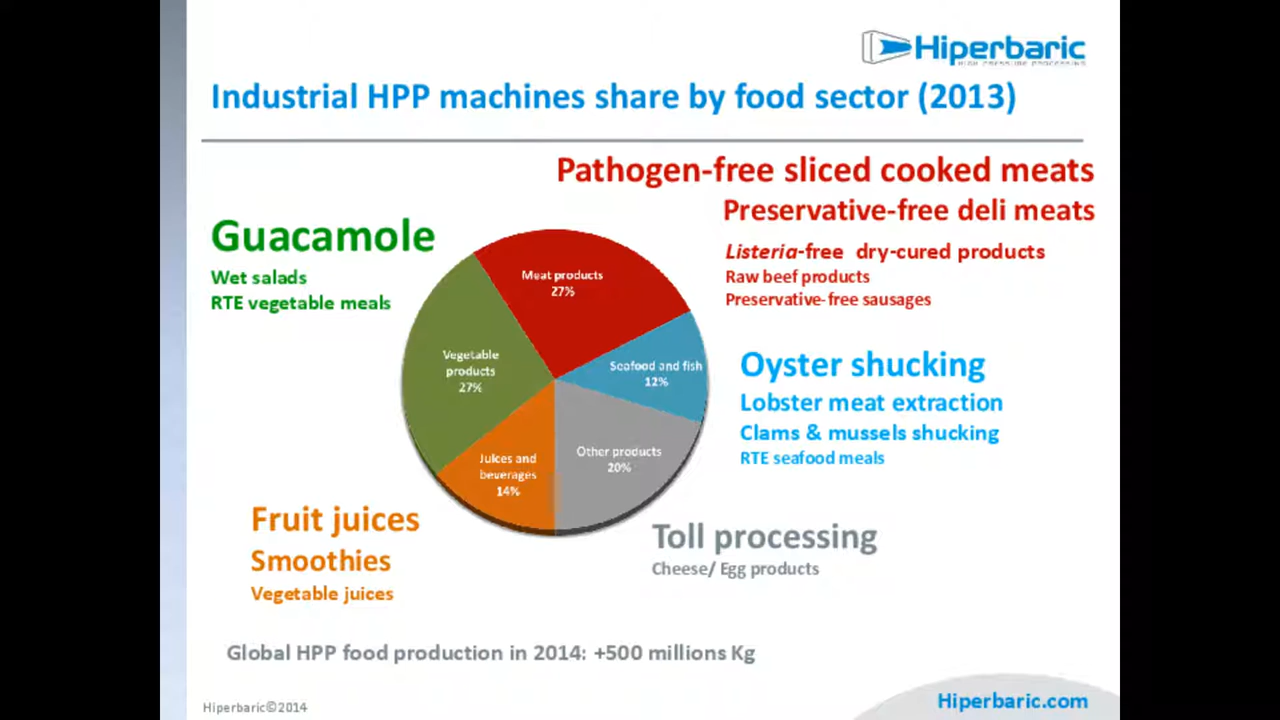 Hiperbaric
HIGH PRESSURE PROCESSING
Industrial HPP machines share by food sector (2013)
Pathogen-free sliced cooked meats
Preservative-free deli meats
Listeria-free dry-cured products
Raw beef products
Preservative-free sausages
Guacamole
Wet salads
RTE vegetable meals
Meat products
27%
Vegetable
products
27%
Seafood and fish
12%
Oyster shucking
Lobster meat extraction
Clams & mussels shucking
RTE seafood meals
Other products
20%
Juices and
beverages
14%
Fruit juices
Smoothies
Vegetable juices
Toll processing
Cheese/ Egg products
Global HPP food production in 2014: +500 millions Kg
Hiperbaric©2014
Hiperbaric.com